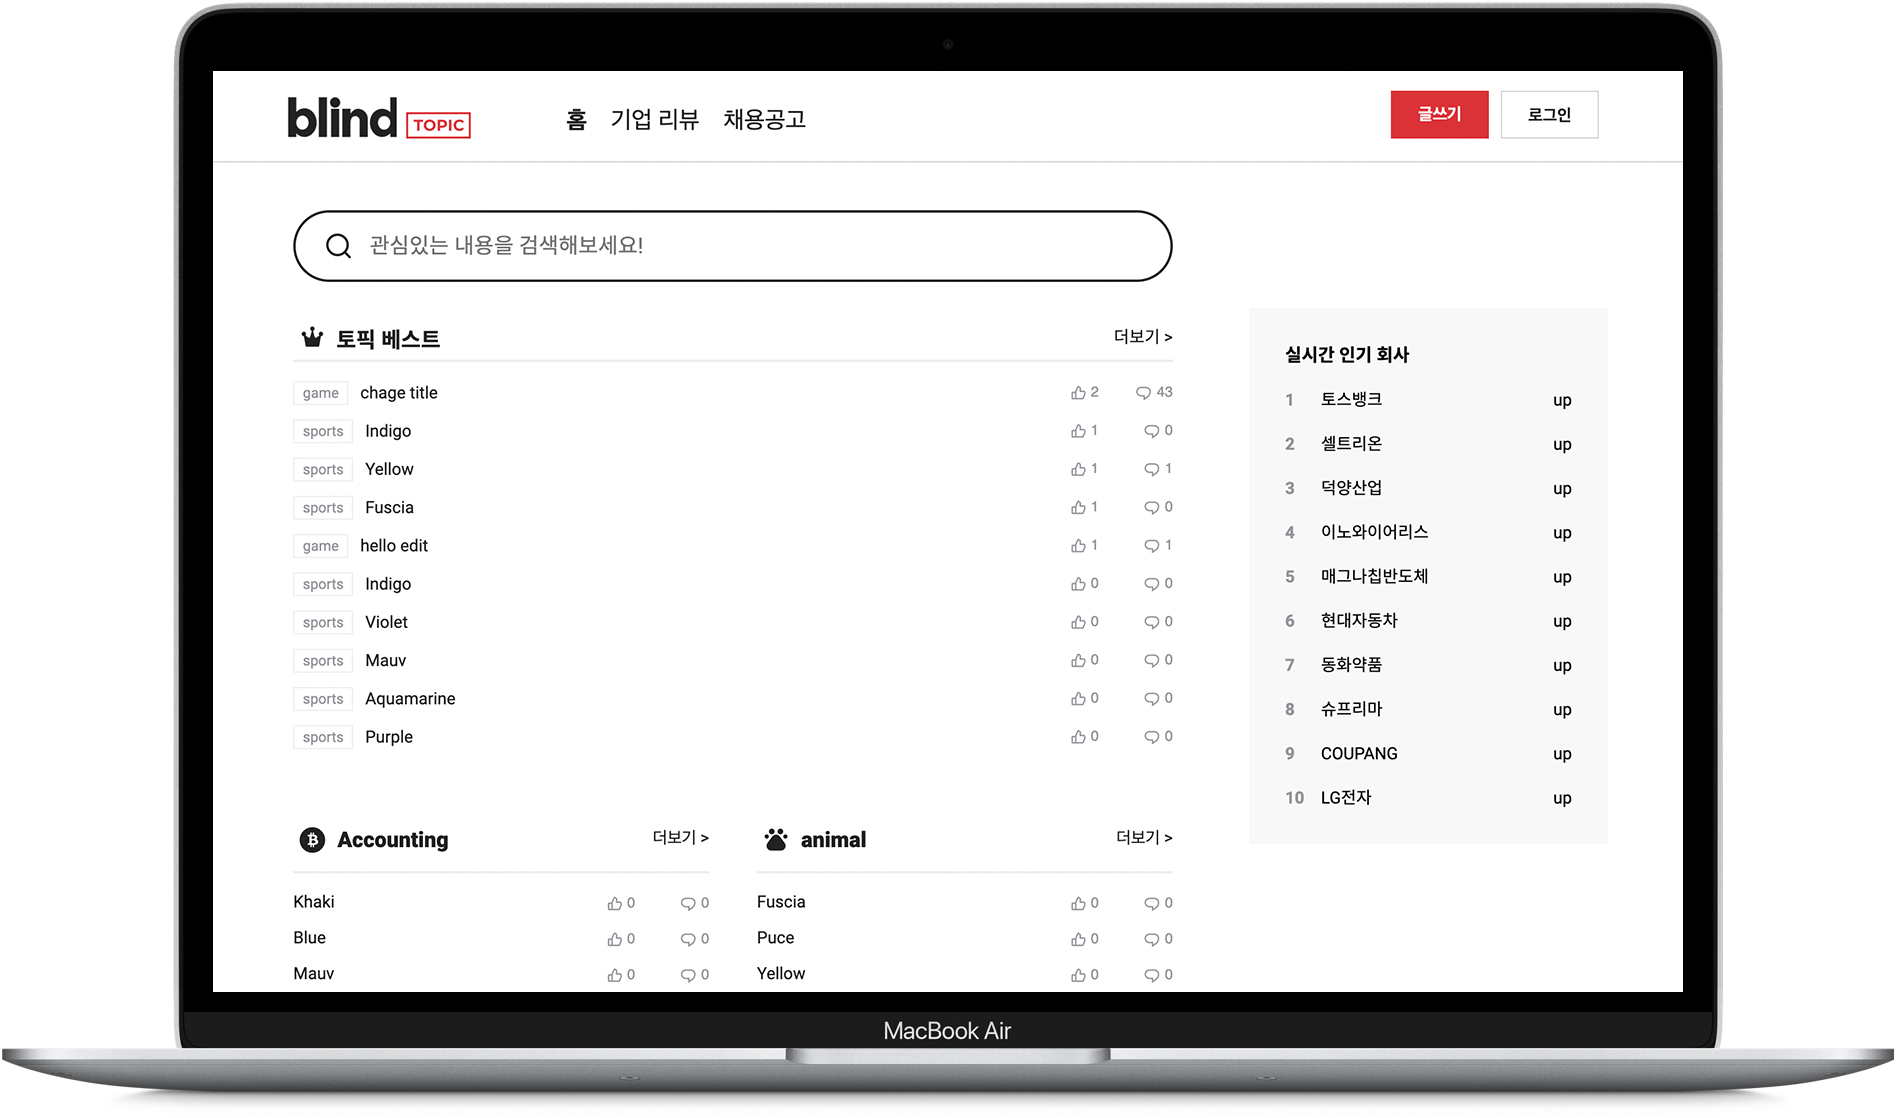 blind TOPIC 홈 기업 리뷰 채용공고 글쓰기 로그인
관심있는 내용을 검색해보세요!
토픽 베스트 더보기 >
game chage title 2 43
sports Indigo 1 0
sports Yellow 1 1
sports Fuscia 1 0
game hello edit 1 1
sports Indigo 0 0
sports Violet 0 0
sports Mauv 0 0
sports Aquamarine 0 0
sports Purple 0 0
실시간 인기 회사
1 토스뱅크 up
2 셀트리온 up
3 덕양산업 up
4 이노와이어리스 up
5 매그나칩반도체 up
6 현대자동차 up
7 동화약품 up
8 슈프리마 up
9 COUPANG up
10 LG전자 up
Accounting 더보기 >
Khaki 0 0
Blue 0 0
Mauv 0 0
animal 더보기 >
Fuscia 0 0
Puce 0 0
Yellow 0 0
MacBook Air